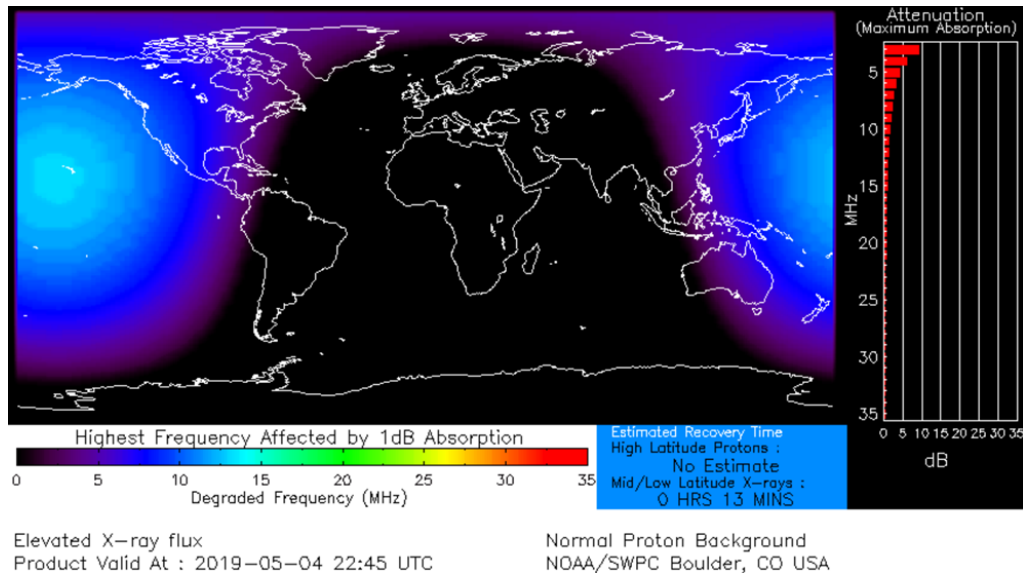 Attenuation
(Maximum Absorption)
5
10
15
20
25
30
35
MHz
0 5 10 15 20 25 30 35
dB
Highest Frequency Affected by 1dB Absorption
0 5 10 15 20 25 30 35
Degraded Frequency (MHz)
Estimated Recovery Time
High Latitude Protons :
No Estimate
Mid/Low Latitude X-rays :
0 HRS 13 MINS
Elevated X-ray flux
Product Valid At : 2019-05-04 22:45 UTC
Normal Proton Background
NOAA/SWPC Boulder, CO USA